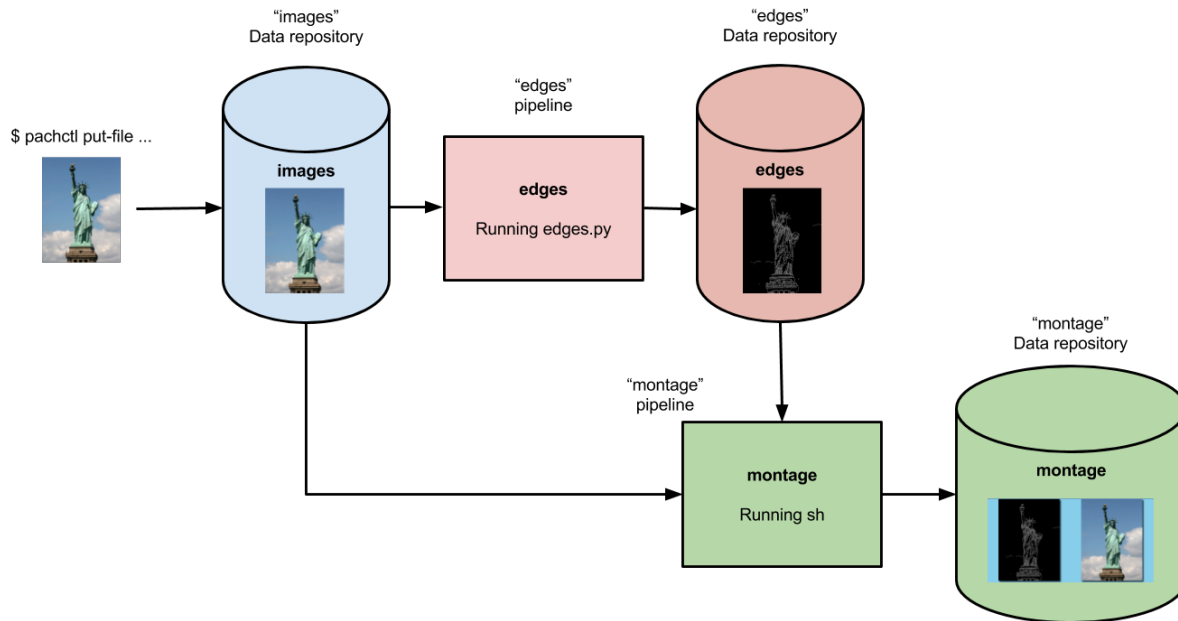 “images”
Data repository
“edges”
Data repository
“edges”
pipeline
$ pachctl put-file ...
images
edges
Running edges.py
edges
“montage”
Data repository
“montage”
pipeline
montage
Running sh
montage